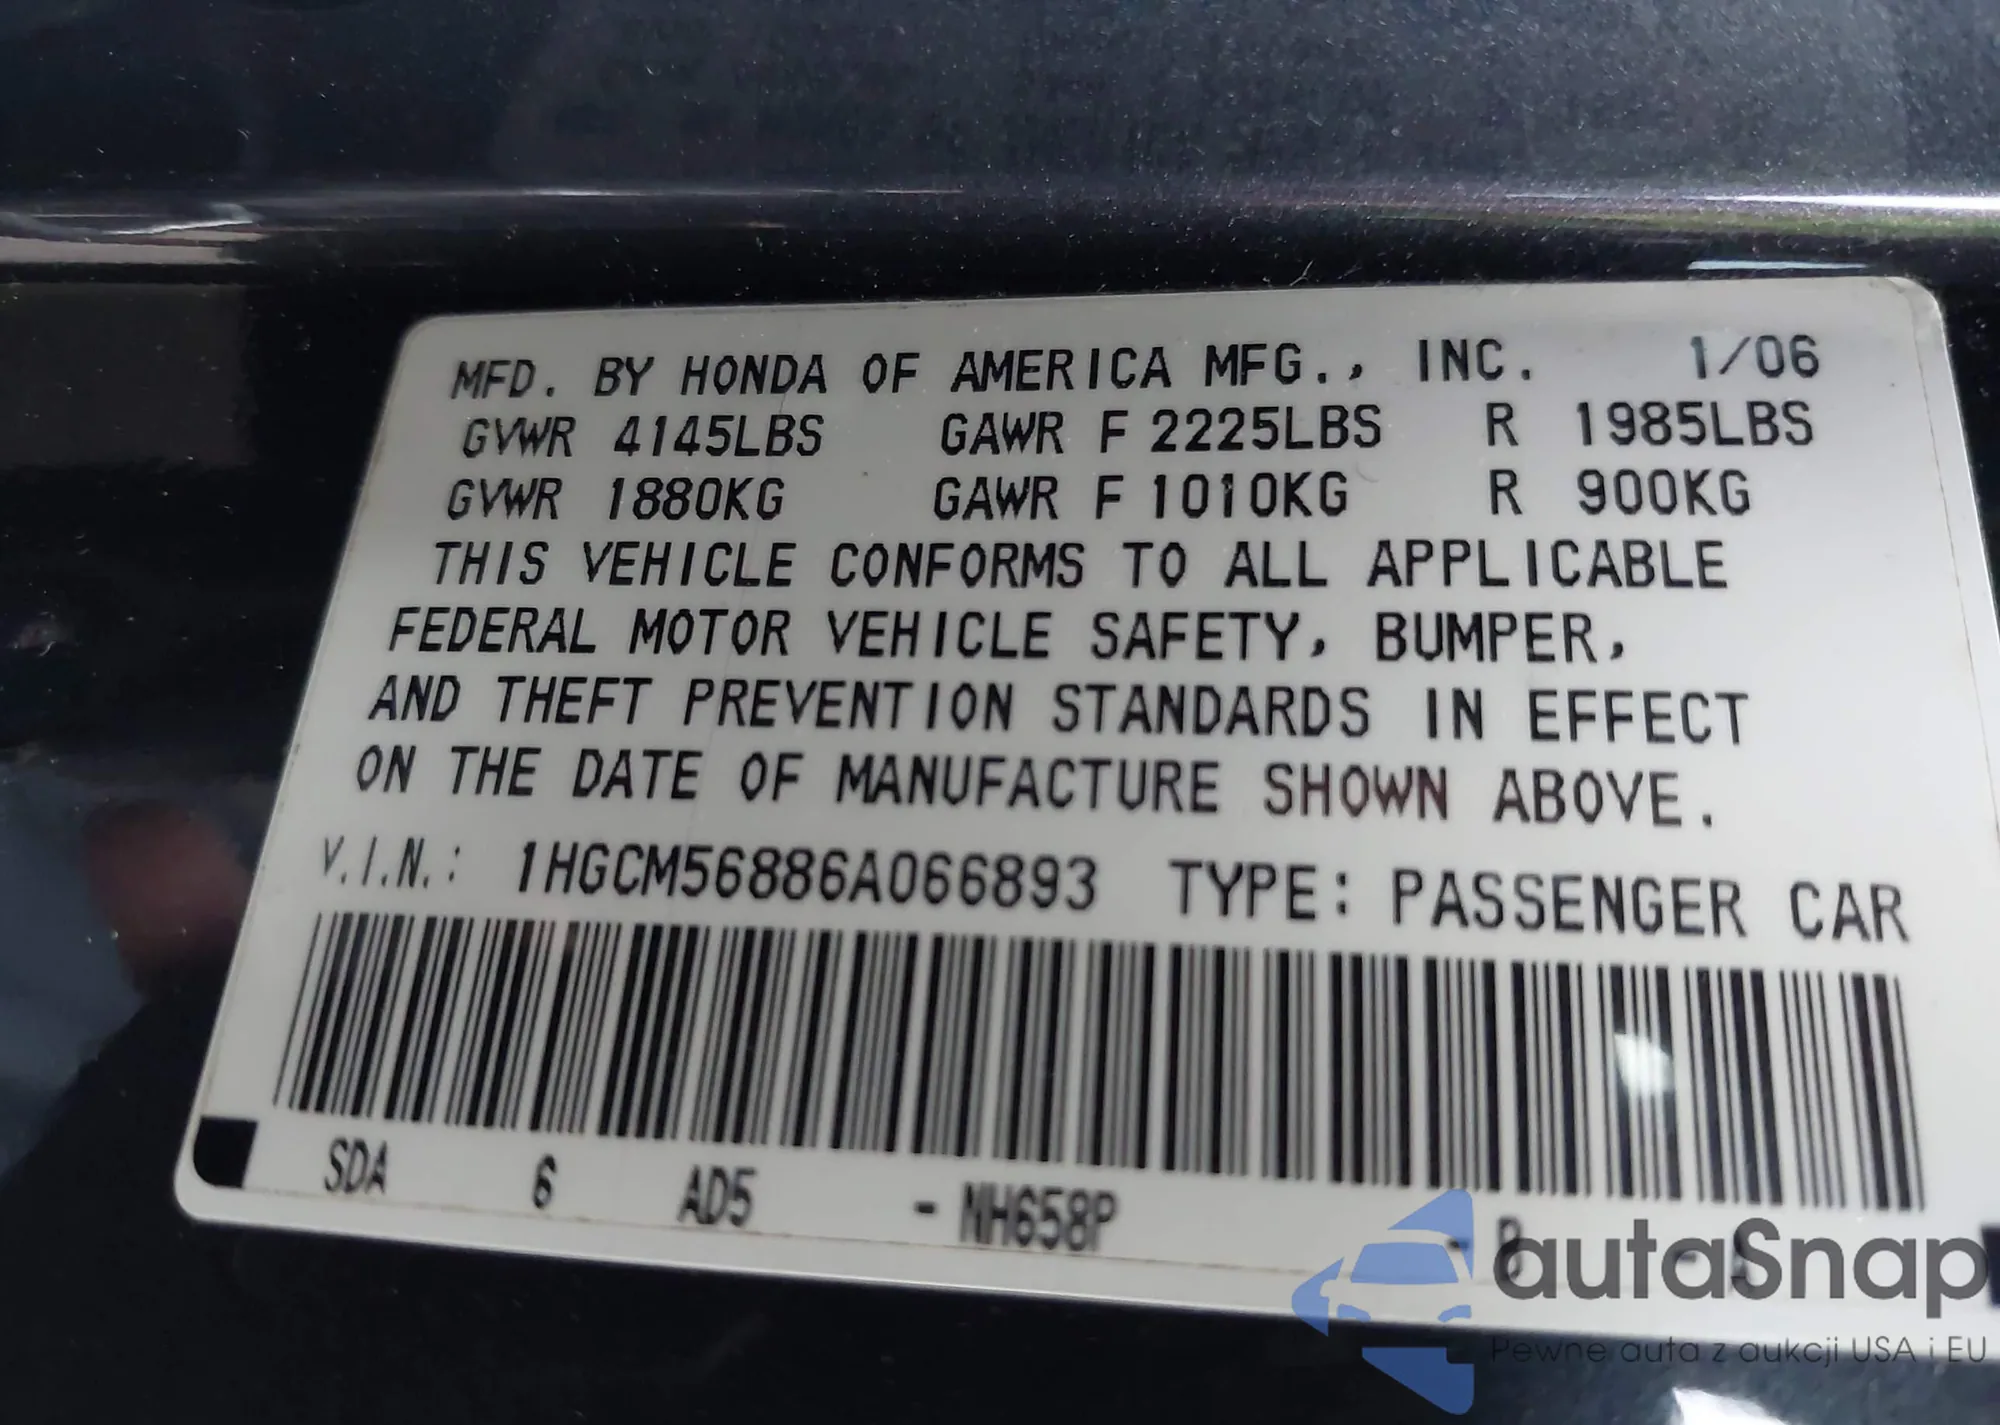 MFD. BY HONDA OF AMERICA MFG., INC. 1/06
GVWR 4145LBS GAWR F 2225LBS R 1985LBS
GVWR 1880KG GAWR F 1010KG R 900KG
THIS VEHICLE CONFORMS TO ALL APPLICABLE
FEDERAL MOTOR VEHICLE SAFETY, BUMPER,
AND THEFT PREVENTION STANDARDS IN EFFECT
ON THE DATE OF MANUFACTURE SHOWN ABOVE.
V.I.N.: 1HGCM56886A066893 TYPE: PASSENGER CAR
SDA 6 AD5 - NH658P
autaSnap
Pewne auta z aukcji USA i EU